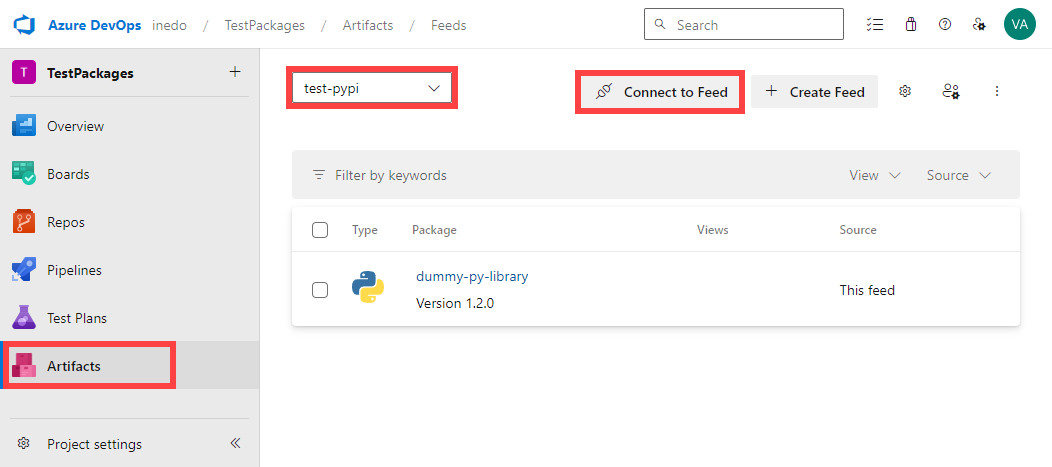 Azure DevOps inedo / TestPackages / Artifacts / Feeds Search VA
T TestPackages +
test-pypi Connect to Feed + Create Feed
Overview
Boards
Repos
Pipelines
Test Plans
Artifacts
Project settings
Filter by keywords View Source
Type Package Views Source
dummy-py-library
Version 1.2.0 This feed